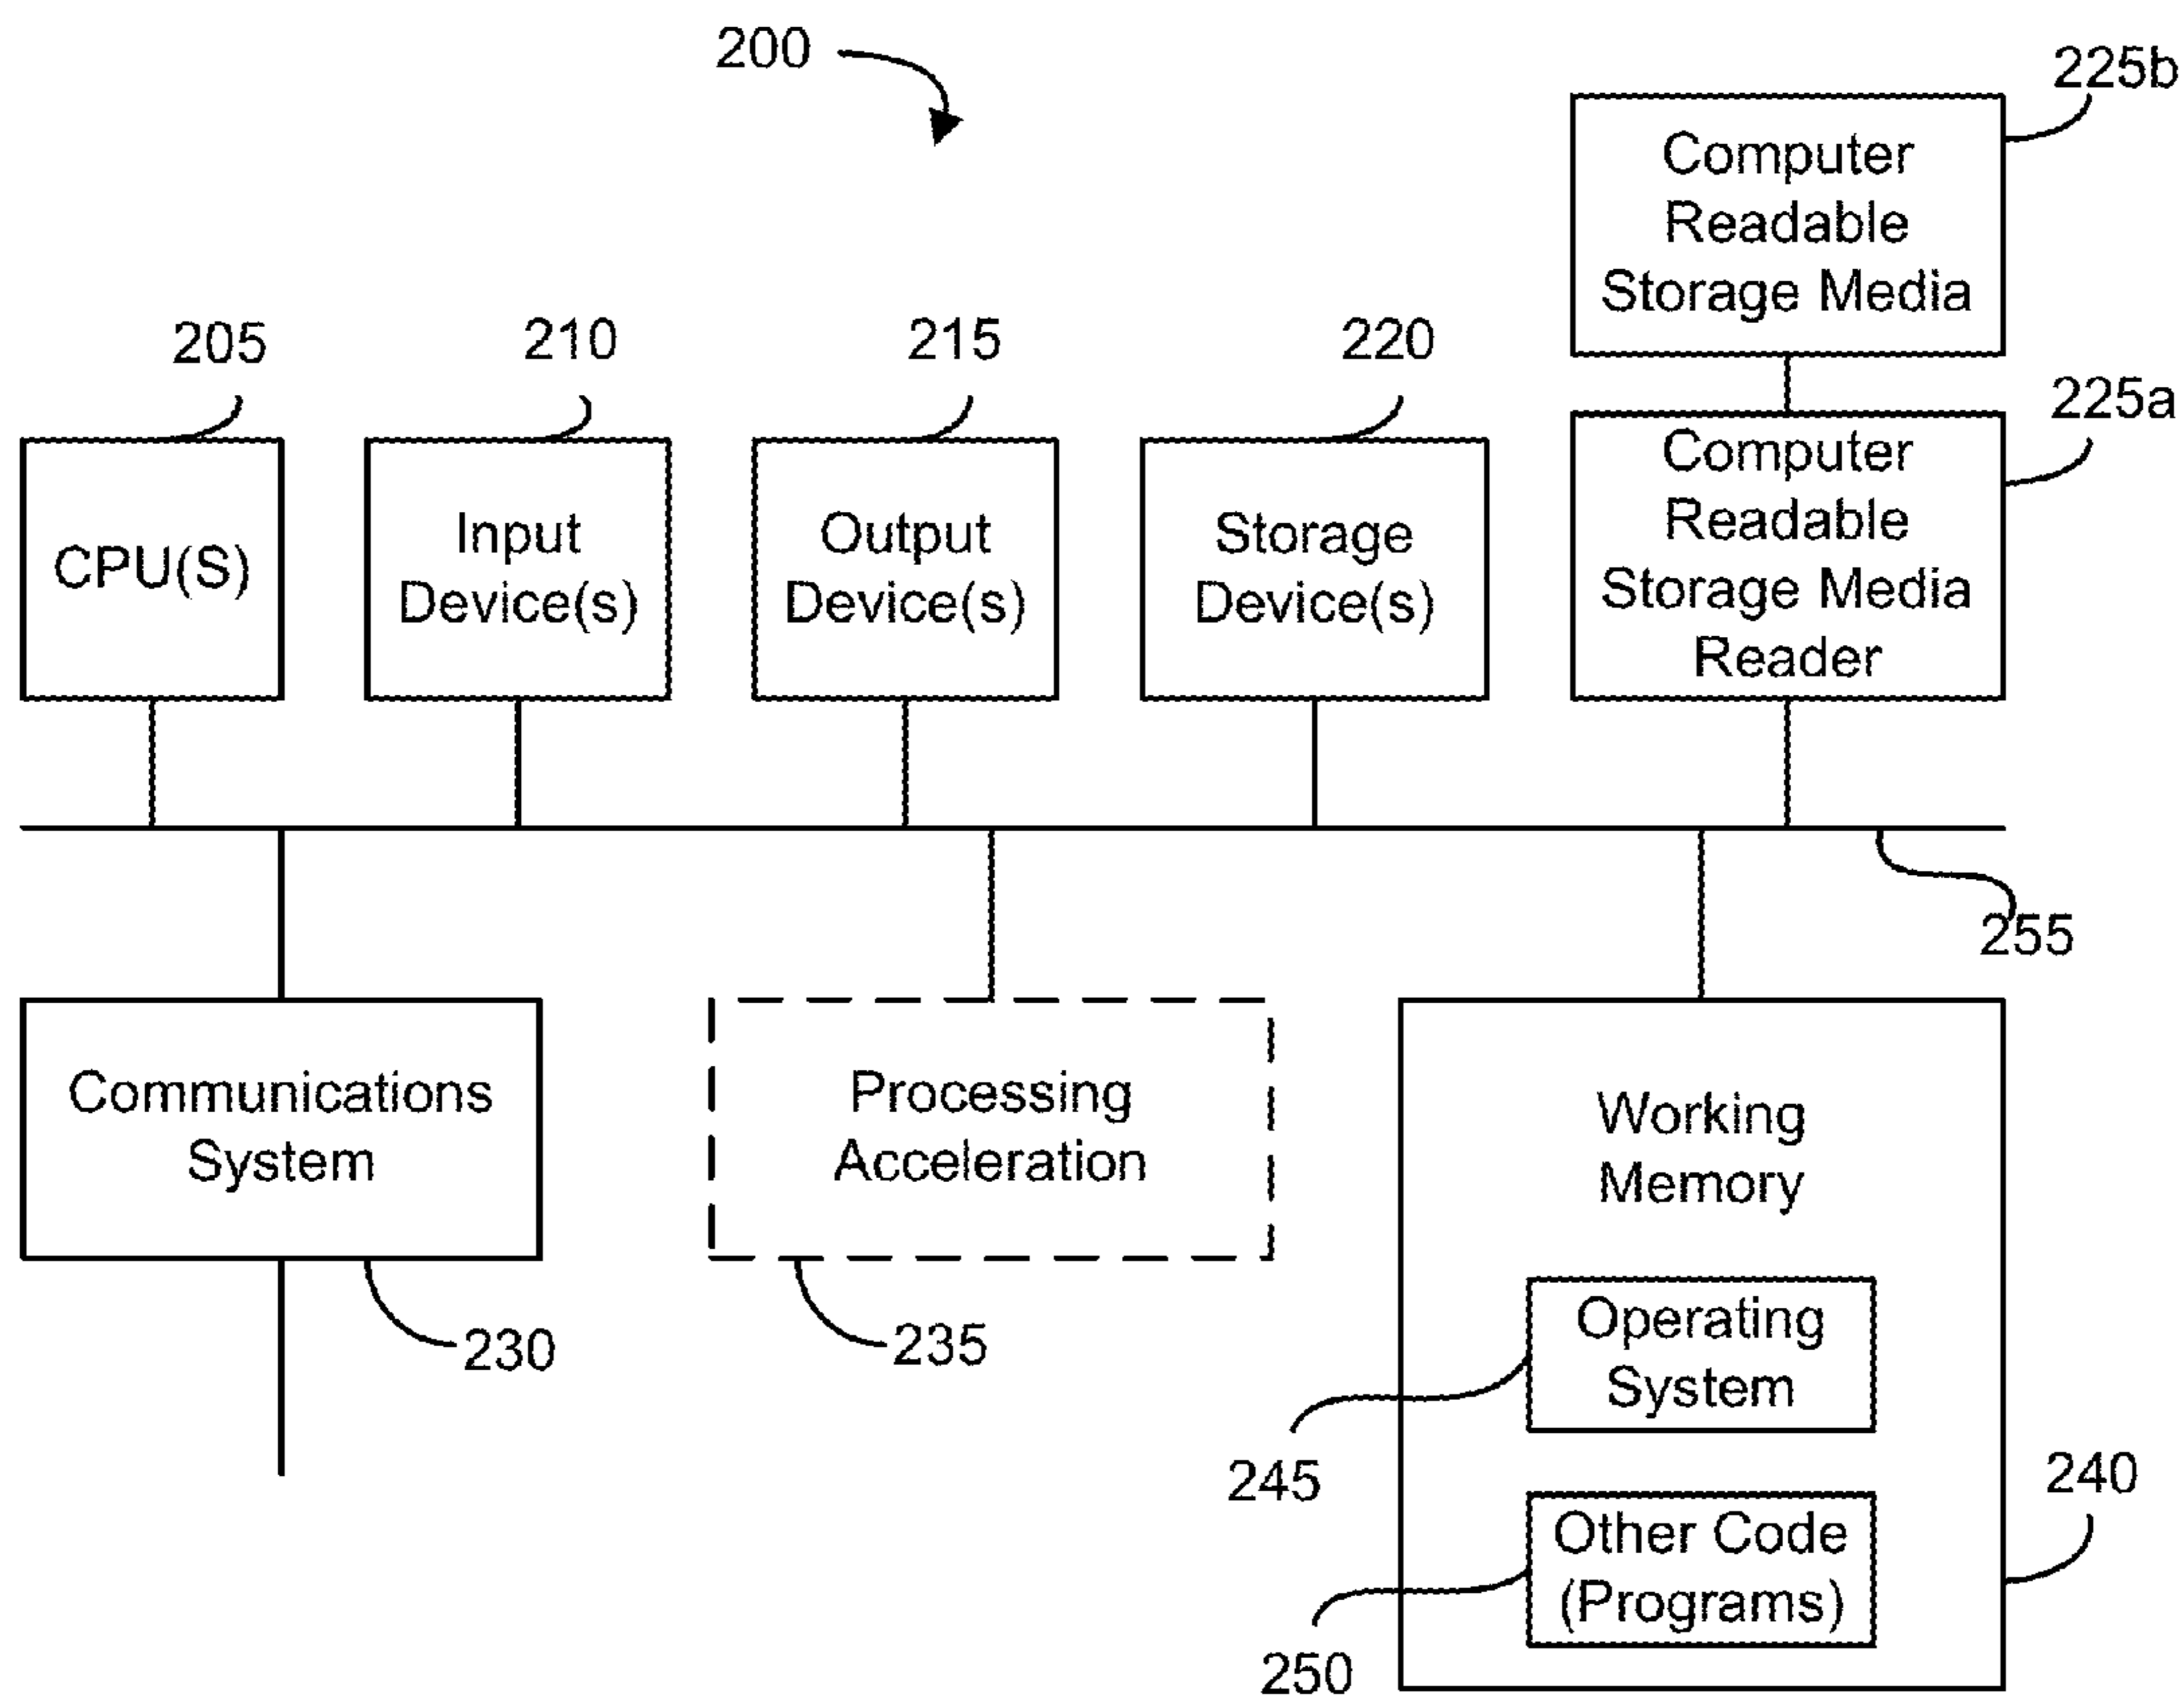 200
225b
Computer
Readable
Storage Media
205
210
215
220
225a
CPU(S)
Input
Device(s)
Output
Device(s)
Storage
Device(s)
Computer
Readable
Storage Media
Reader
255
Communications
System
230
Processing
Acceleration
235
Working
Memory
Operating
System
245
240
Other Code
(Programs)
250